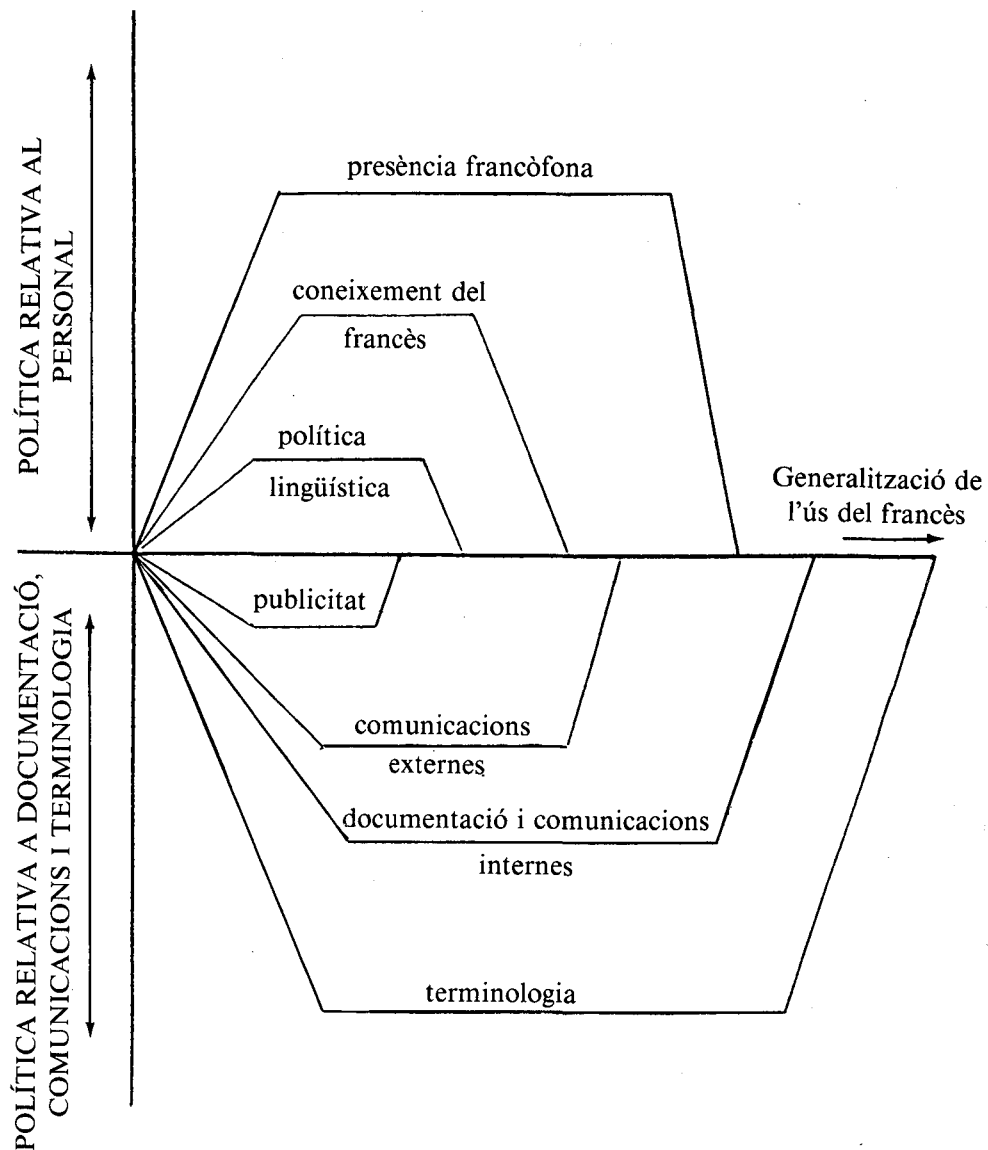 POLÍTICA RELATIVA AL
PERSONAL
presència francòfona
coneixement del
francès
política
lingüística
Generalització de
l'ús del francès
POLÍTICA RELATIVA A DOCUMENTACIÓ,
COMUNICACIONS I TERMINOLOGIA
publicitat
comunicacions
externes
documentació i comunicacions
internes
terminologia